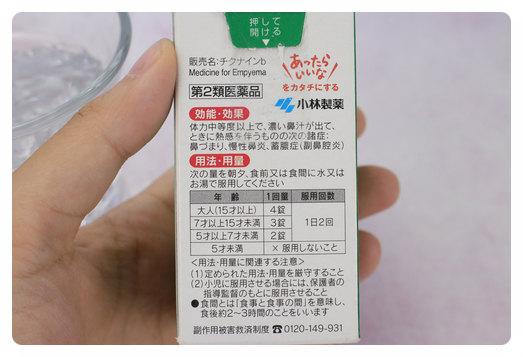 押して
開ける
販売名:チクナインb
Medicine for Empyema
あったら
いいな
をカタチにする
第2類医薬品
小林製薬
効能・効果
体力中等度以上で、濃い鼻汁が出て、
ときに熱感を伴うものの次の諸症:
鼻づまり、慢性鼻炎、蓄膿症(副鼻腔炎)
用法・用量
次の量を朝夕、食前又は食間に水又は
お湯で服用してください
年 齢 1回量 服用回数
大人(15才以上) 4錠
7才以上15才未満 3錠 1日2回
5才以上7才未満 2錠
5才未満 × 服用しないこと
<用法・用量に関連する注意>
(1)定められた用法・用量を厳守すること
(2)小児に服用させる場合には、保護者の
指導監督のもとに服用させること
●食間とは「食事と食事の間」を意味し、
食後約2~3時間のことをいいます
副作用被害救済制度 ☎0120-149-931